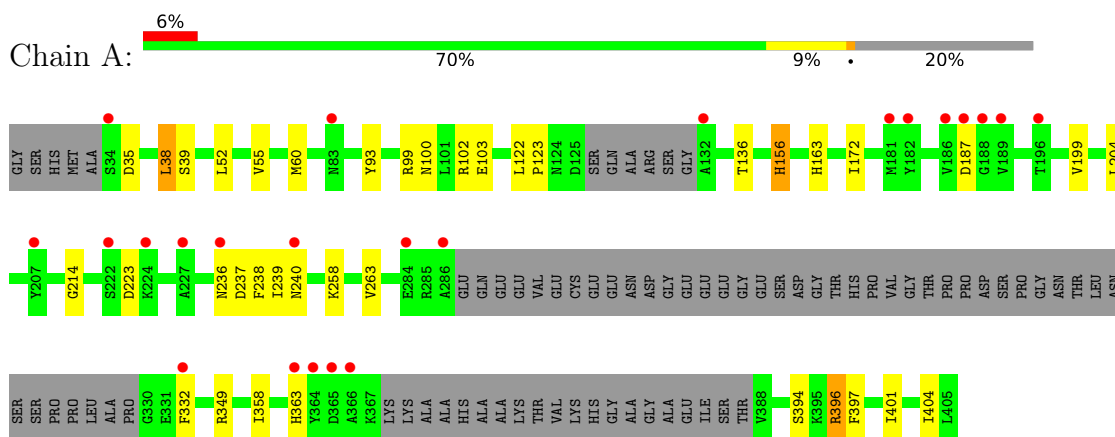 6%
Chain A:
70% 9% • 20%
GLY SER HIS MET ALA S34 D35 L38 S39 L52 V55 M60 N83 Y93 R99 N100 L101 R102 E103 L122 P123 N124 D125 SER GLN ALA ARG SER GLY A132 T136 H156 H163 I172 M181 Y182 V186 D187 G188 V189 T196 V199 L204
Y207 G214 S222 D223 K224 A227 N236 D237 F238 I239 N240 K258 V263 E284 R285 A286 GLU GLN GLU GLU VAL GLU CYS GLU GLU ASN ASP GLY GLU GLU GLU GLY GLU SER ASP GLY THR HIS PRO VAL GLY THR PRO PRO ASP SER PRO GLY ASN THR LEU ASN
SER SER PRO PRO LEU ALA PRO G330 E331 F332 R349 I358 H363 Y364 D365 A366 K367 LYS LYS ALA ALA HIS ALA ALA LYS THR VAL LYS HIS GLY ALA GLY ALA GLU ILE SER THR V388 S394 K395 R396 F397 I401 I404 L405